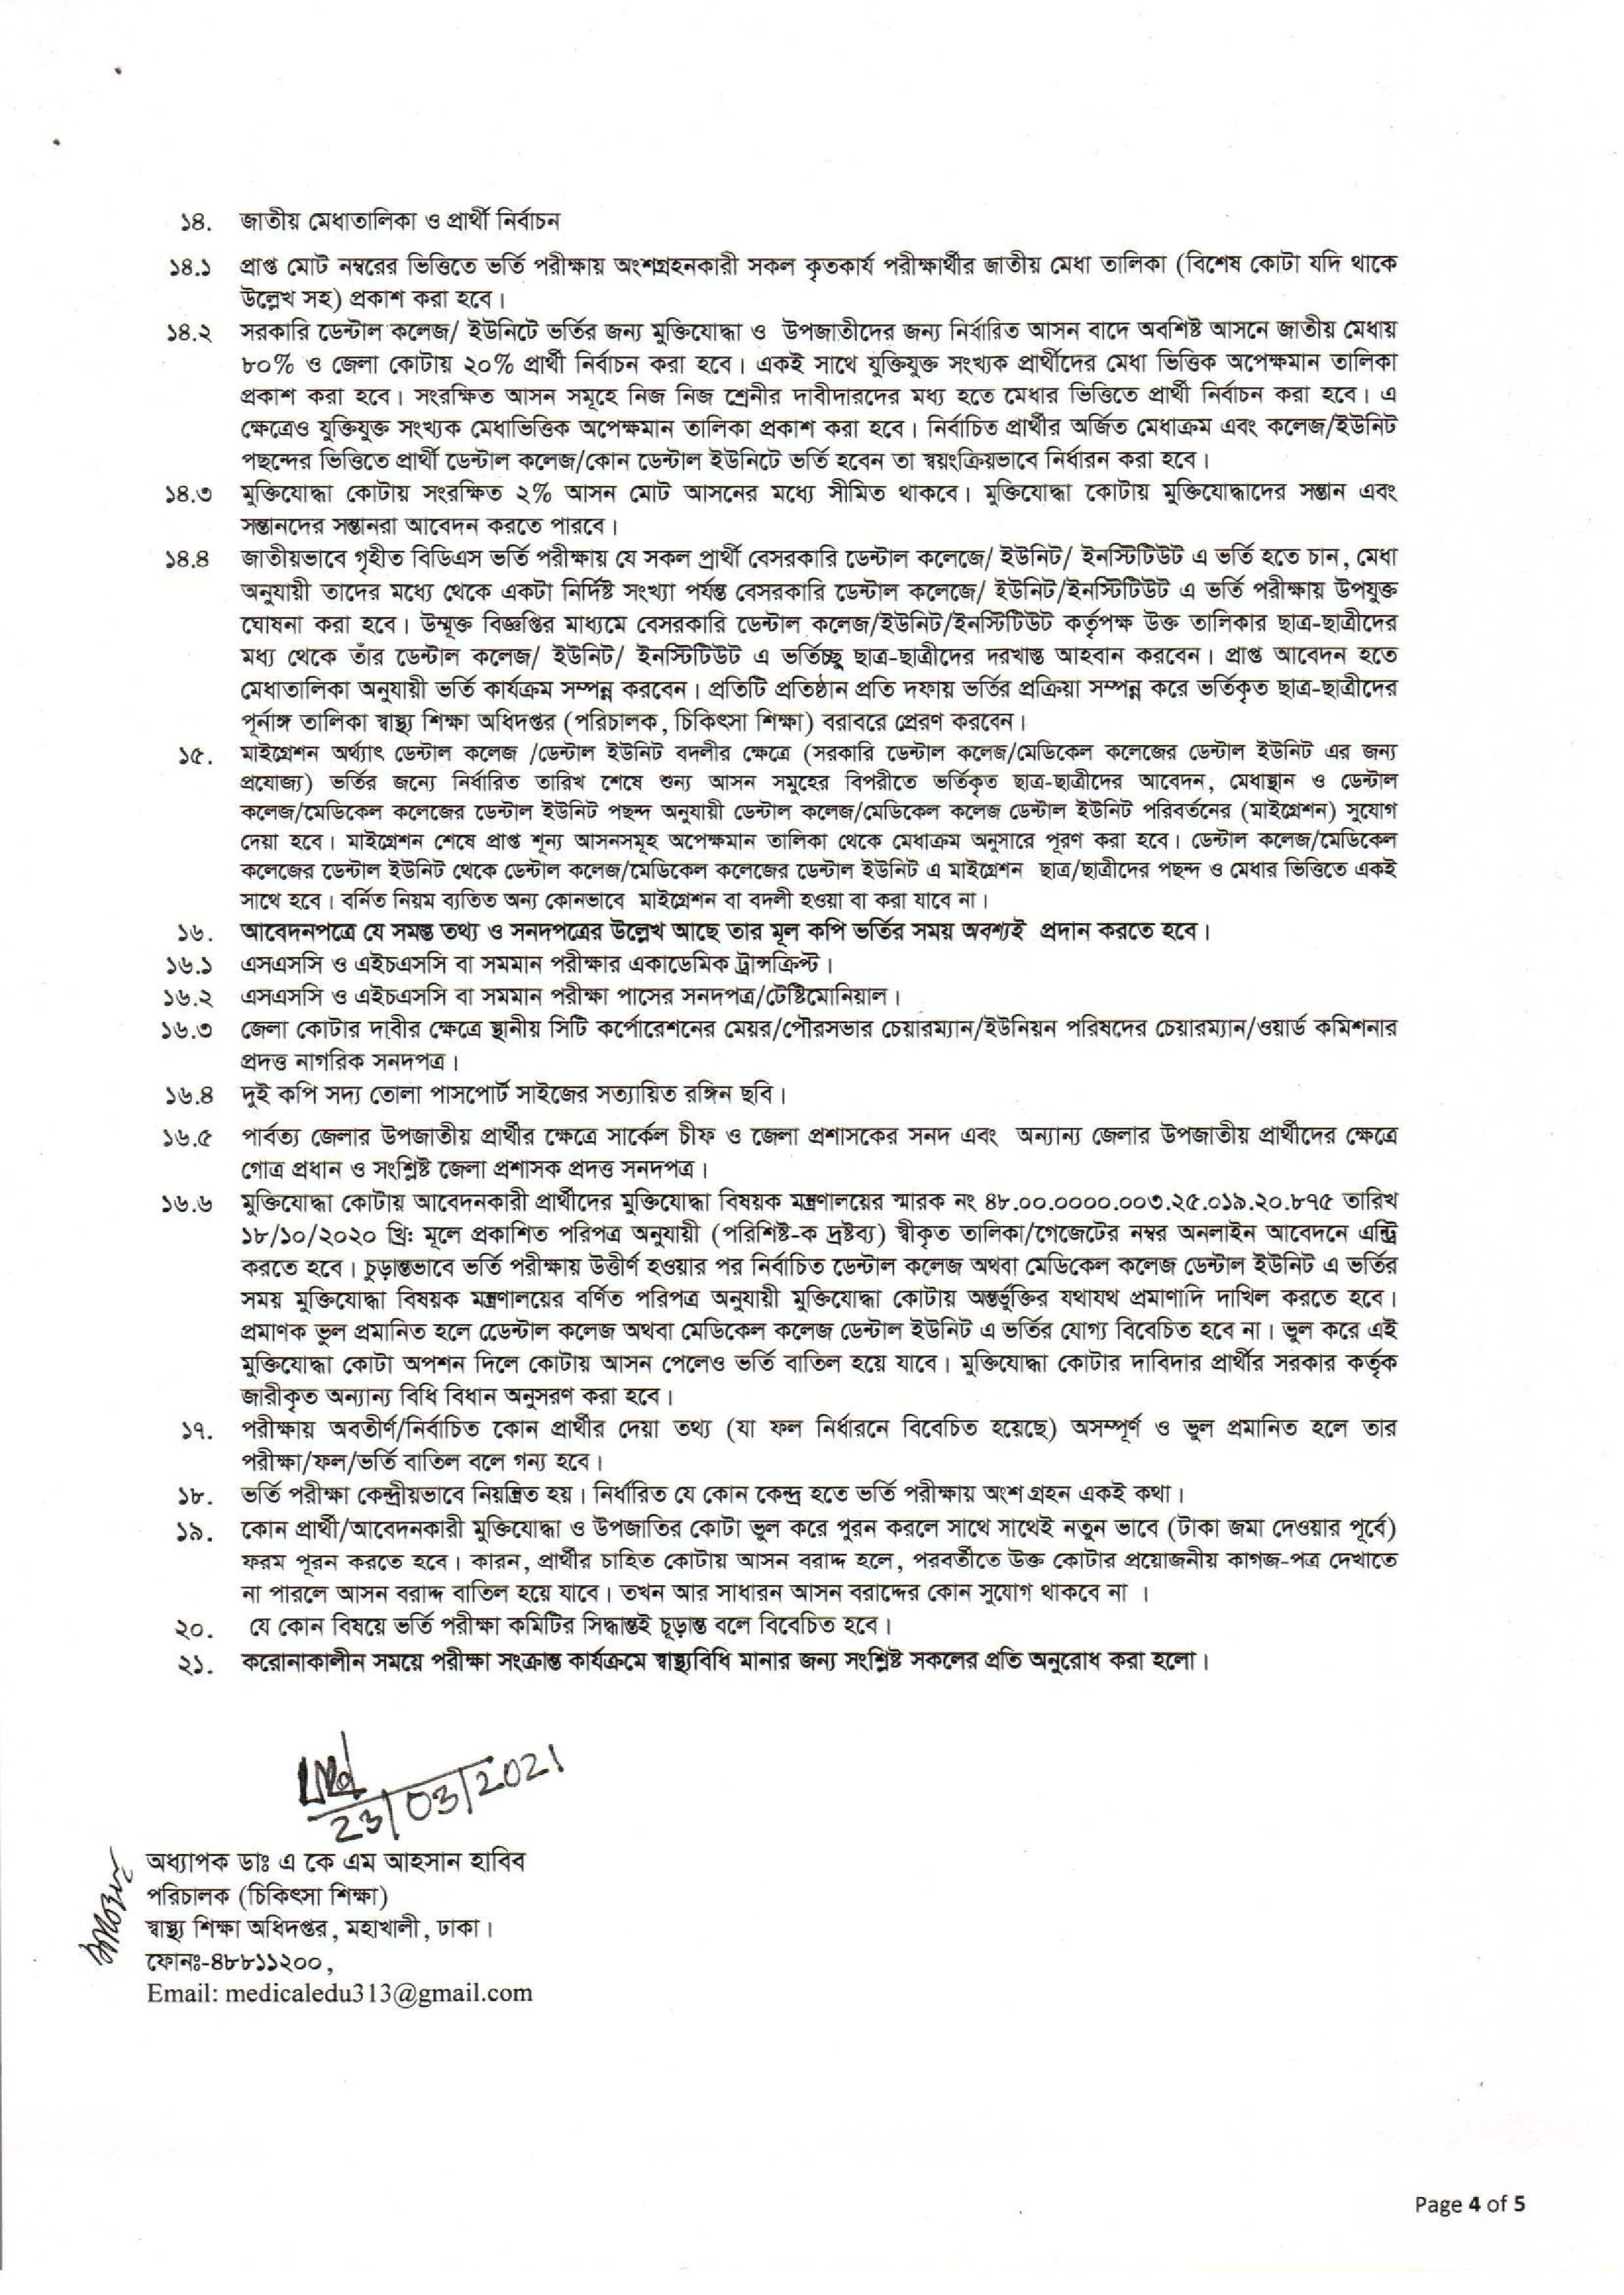 ১৪. জাতীয় মেধাতালিকা ও প্রার্থী নির্বাচন
১৪.১ প্রাপ্ত মোট নম্বরের ভিত্তিতে ভর্তি পরীক্ষায় অংশগ্রহনকারী সকল কৃতকার্য পরীক্ষার্থীর জাতীয় মেধা তালিকা (বিশেষ কোটা যদি থাকে
উল্লেখ সহ) প্রকাশ করা হবে।
১৪.২ সরকারি ডেন্টাল কলেজ/ ইউনিটে ভর্তির জন্য মুক্তিযোদ্ধা ও উপজাতীদের জন্য নির্ধারিত আসন বাদে অবশিষ্ট আসনে জাতীয় মেধায়
৮০% ও জেলা কোটায় ২০% প্রার্থী নির্বাচন করা হবে। একই সাথে যুক্তিযুক্ত সংখ্যক প্রার্থীদের মেধা ভিত্তিক অপেক্ষমান তালিকা
প্রকাশ করা হবে। সংরক্ষিত আসন সমূহে নিজ নিজ শ্রেনীর দাবীদারদের মধ্য হতে মেধার ভিত্তিতে প্রার্থী নির্বাচন করা হবে। এ
ক্ষেত্রেও যুক্তিযুক্ত সংখ্যক মেধাভিত্তিক অপেক্ষমান তালিকা প্রকাশ করা হবে। নির্বাচিত প্রার্থীর অর্জিত মেধাক্রম এবং কলেজ/ইউনিট
পছন্দের ভিত্তিতে প্রার্থী ডেন্টাল কলেজ/কোন ডেন্টাল ইউনিটে ভর্তি হবেন তা স্বয়ংক্রিয়ভাবে নির্ধারন করা হবে।
১৪.৩ মুক্তিযোদ্ধা কোটায় সংরক্ষিত ২% আসন মোট আসনের মধ্যে সীমিত থাকবে। মুক্তিযোদ্ধা কোটায় মুক্তিযোদ্ধাদের সন্তান এবং
সন্তানদের সন্তানরা আবেদন করতে পারবে।
১৪.৪ জাতীয়ভাবে গৃহীত বিডিএস ভর্তি পরীক্ষায় যে সকল প্রার্থী বেসরকারি ডেন্টাল কলেজে/ ইউনিট/ ইনস্টিটিউট এ ভর্তি হতে চান, মেধা
অনুযায়ী তাদের মধ্যে থেকে একটা নির্দিষ্ট সংখ্যা পর্যন্ত বেসরকারি ডেন্টাল কলেজে/ ইউনিট/ইনস্টিটিউট এ ভর্তি পরীক্ষায় উপযুক্ত
ঘোষনা করা হবে। উম্মুক্ত বিজ্ঞপ্তির মাধ্যমে বেসরকারি ডেন্টাল কলেজ/ইউনিট/ইনস্টিটিউট কর্তৃপক্ষ উক্ত তালিকার ছাত্র-ছাত্রীদের
মধ্য থেকে তাঁর ডেন্টাল কলেজ/ ইউনিট/ ইনস্টিটিউট এ ভর্তিচ্ছু ছাত্র-ছাত্রীদের দরখাস্ত আহবান করবেন। প্রাপ্ত আবেদন হতে
মেধাতালিকা অনুযায়ী ভর্তি কার্যক্রম সম্পন্ন করবেন। প্রতিটি প্রতিষ্ঠান প্রতি দফায় ভর্তির প্রক্রিয়া সম্পন্ন করে ভর্তিকৃত ছাত্র-ছাত্রীদের
পূর্নাঙ্গ তালিকা স্বাস্থ্য শিক্ষা অধিদপ্তর (পরিচালক, চিকিৎসা শিক্ষা) বরাবরে প্রেরণ করবেন।
১৫. মাইগ্রেশন অর্থ্যাৎ ডেন্টাল কলেজ /ডেন্টাল ইউনিট বদলীর ক্ষেত্রে (সরকারি ডেন্টাল কলেজ/মেডিকেল কলেজের ডেন্টাল ইউনিট এর জন্য
প্রযোজ্য) ভর্তির জন্যে নির্ধারিত তারিখ শেষে শুন্য আসন সমুহের বিপরীতে ভর্তিকৃত ছাত্র-ছাত্রীদের আবেদন, মেধাস্থান ও ডেন্টাল
কলেজ/মেডিকেল কলেজের ডেন্টাল ইউনিট পছন্দ অনুযায়ী ডেন্টাল কলেজ/মেডিকেল কলেজ ডেন্টাল ইউনিট পরিবর্তনের (মাইগ্রেশন) সুযোগ
দেয়া হবে। মাইগ্রেশন শেষে প্রাপ্ত শূন্য আসনসমূহ অপেক্ষমান তালিকা থেকে মেধাক্রম অনুসারে পূরণ করা হবে। ডেন্টাল কলেজ/মেডিকেল
কলেজের ডেন্টাল ইউনিট থেকে ডেন্টাল কলেজ/মেডিকেল কলেজের ডেন্টাল ইউনিট এ মাইগ্রেশন ছাত্র/ছাত্রীদের পছন্দ ও মেধার ভিত্তিতে একই
সাথে হবে। বর্নিত নিয়ম ব্যতিত অন্য কোনভাবে মাইগ্রেশন বা বদলী হওয়া বা করা যাবে না।
১৬. আবেদনপত্রে যে সমস্ত তথ্য ও সনদপত্রের উল্লেখ আছে তার মূল কপি ভর্তির সময় অবশ্যই প্রদান করতে হবে।
১৬.১ এসএসসি ও এইচএসসি বা সমমান পরীক্ষার একাডেমিক ট্রান্সক্রিপ্ট।
১৬.২ এসএসসি ও এইচএসসি বা সমমান পরীক্ষা পাসের সনদপত্র/টেষ্টিমোনিয়াল।
১৬.৩ জেলা কোটার দাবীর ক্ষেত্রে স্থানীয় সিটি কর্পোরেশনের মেয়র/পৌরসভার চেয়ারম্যান/ইউনিয়ন পরিষদের চেয়ারম্যান/ওয়ার্ড কমিশনার
প্রদত্ত নাগরিক সনদপত্র।
১৬.৪ দুই কপি সদ্য তোলা পাসপোর্ট সাইজের সত্যায়িত রঙ্গিন ছবি।
১৬.৫ পার্বত্য জেলার উপজাতীয় প্রার্থীর ক্ষেত্রে সার্কেল চীফ ও জেলা প্রশাসকের সনদ এবং অন্যান্য জেলার উপজাতীয় প্রার্থীদের ক্ষেত্রে
গোত্র প্রধান ও সংশ্লিষ্ট জেলা প্রশাসক প্রদত্ত সনদপত্র।
১৬.৬ মুক্তিযোদ্ধা কোটায় আবেদনকারী প্রার্থীদের মুক্তিযোদ্ধা বিষয়ক মন্ত্রণালয়ের স্মারক নং ৪৮.০০.০০০০.০০৩.২৫.০১৯.২০.৮৭৫ তারিখ
১৮/১০/২০২০ খ্রি: মূলে প্রকাশিত পরিপত্র অনুযায়ী (পরিশিষ্ট-ক দ্রষ্টব্য) স্বীকৃত তালিকা/গেজেটের নম্বর অনলাইন আবেদনে এন্ট্রি
করতে হবে। চুড়ান্তভাবে ভর্তি পরীক্ষায় উত্তীর্ণ হওয়ার পর নির্বাচিত ডেন্টাল কলেজ অথবা মেডিকেল কলেজ ডেন্টাল ইউনিট এ ভর্তির
সময় মুক্তিযোদ্ধা বিষয়ক মন্ত্রণালয়ের বর্ণিত পরিপত্র অনুযায়ী মুক্তিযোদ্ধা কোটায় অন্তর্ভুক্তির যথাযথ প্রমাণাদি দাখিল করতে হবে।
প্রমাণক ভুল প্রমানিত হলে ডেন্টাল কলেজ অথবা মেডিকেল কলেজ ডেন্টাল ইউনিট এ ভর্তির যোগ্য বিবেচিত হবে না। ভুল করে এই
মুক্তিযোদ্ধা কোটা অপশন দিলে কোটায় আসন পেলেও ভর্তি বাতিল হয়ে যাবে। মুক্তিযোদ্ধা কোটার দাবিদার প্রার্থীর সরকার কর্তৃক
জারীকৃত অন্যান্য বিধি বিধান অনুসরণ করা হবে।
১৭. পরীক্ষায় অবতীর্ণ/নির্বাচিত কোন প্রার্থীর দেয়া তথ্য (যা ফল নির্ধারনে বিবেচিত হয়েছে) অসম্পূর্ণ ও ভুল প্রমানিত হলে তার
পরীক্ষা/ফল/ভর্তি বাতিল বলে গন্য হবে।
১৮. ভর্তি পরীক্ষা কেন্দ্রীয়ভাবে নিয়ন্ত্রিত হয়। নির্ধারিত যে কোন কেন্দ্র হতে ভর্তি পরীক্ষায় অংশ গ্রহন একই কথা।
১৯. কোন প্রার্থী/আবেদনকারী মুক্তিযোদ্ধা ও উপজাতির কোটা ভুল করে পুরন করলে সাথে সাথেই নতুন ভাবে (টাকা জমা দেওয়ার পূর্বে)
ফরম পূরন করতে হবে। কারন, প্রার্থীর চাহিত কোটায় আসন বরাদ্দ হলে, পরবর্তীতে উক্ত কোটার প্রয়োজনীয় কাগজ-পত্র দেখাতে
না পারলে আসন বরাদ্দ বাতিল হয়ে যাবে। তখন আর সাধারন আসন বরাদ্দের কোন সুযোগ থাকবে না ।
২০. যে কোন বিষয়ে ভর্তি পরীক্ষা কমিটির সিদ্ধান্তই চূড়ান্ত বলে বিবেচিত হবে।
২১. করোনাকালীন সময়ে পরীক্ষা সংক্রান্ত কার্যক্রমে স্বাস্থ্যবিধি মানার জন্য সংশ্লিষ্ট সকলের প্রতি অনুরোধ করা হলো।
23/03/2021
অধ্যাপক ডাঃ এ কে এম আহসান হাবিব
পরিচালক (চিকিৎসা শিক্ষা)
স্বাস্থ্য শিক্ষা অধিদপ্তর, মহাখালী, ঢাকা।
ফোনঃ-৪৮৮১১২০০,
Email: medicaledu313@gmail.com
Page 4 of 5